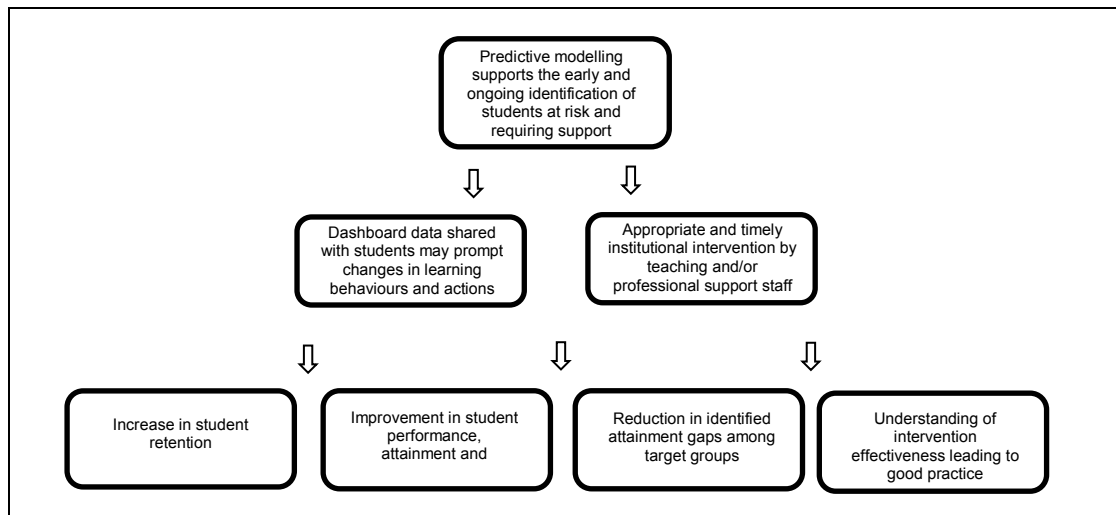 Predictive modelling
supports the early and
ongoing identification of
students at risk and
requiring support
Dashboard data shared
with students may prompt
changes in learning
behaviours and actions
Appropriate and timely
institutional intervention by
teaching and/or
professional support staff
Increase in student
retention
Improvement in student
performance,
attainment and
Reduction in identified
attainment gaps among
target groups
Understanding of
intervention
effectiveness leading to
good practice